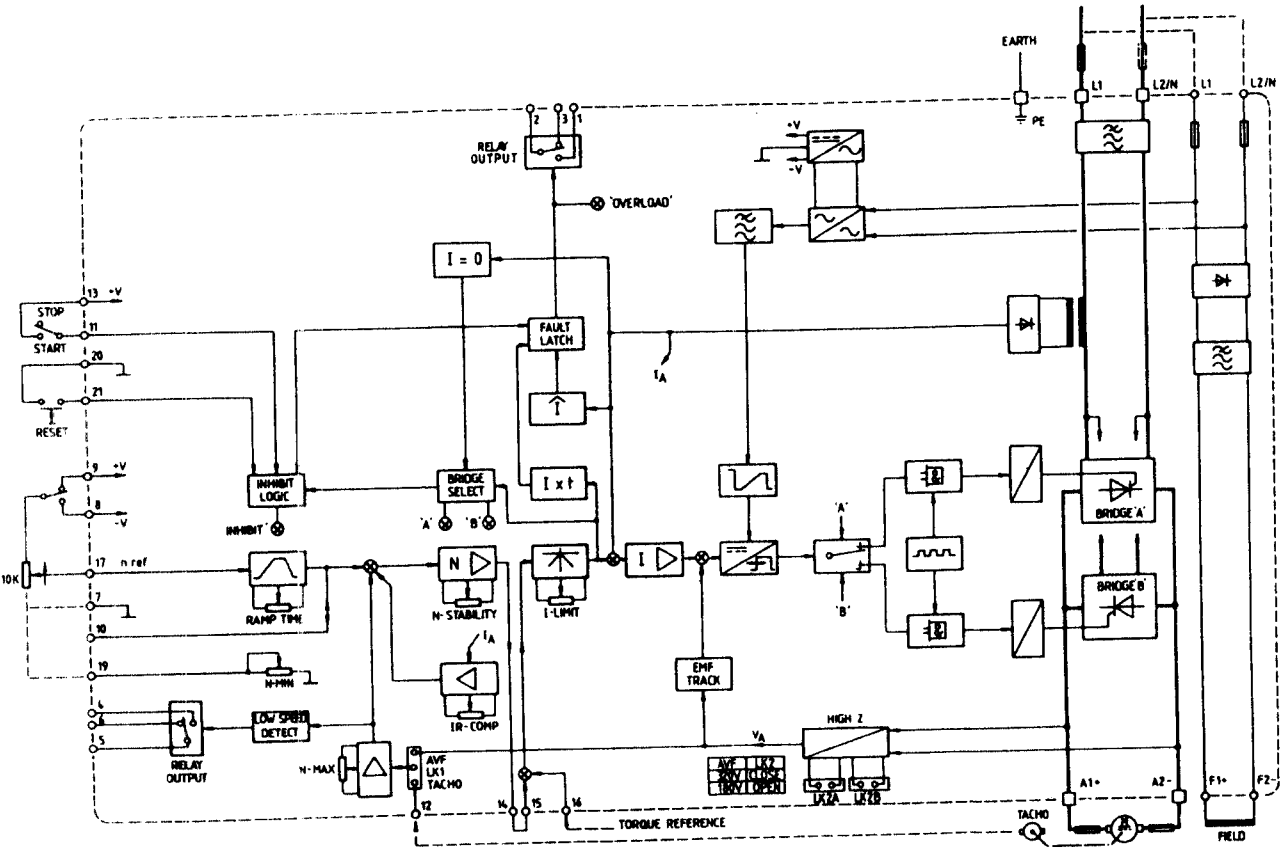 EARTH
L1
L2/N
L1
L2/N
PE
2
3
1
RELAY
OUTPUT
+V
-V
'OVERLOAD'
I = 0
13 +V
STOP
11
START
20
21
RESET
FAULT
LATCH
I_A
Î
9 +V
8
-V
INHIBIT
LOGIC
INHIBIT'
BRIDGE
SELECT
'A'
'B'
I x t
'A'
'B'
BRIDGE'A'
BRIDGE'B'
17 n ref
10K
7
10
19
RAMP TIME
N
N-STABILITY
I-LIMIT
I
I_A
IR-COMP
N-MIN
EMF
TRACK
4
6
5
RELAY
OUTPUT
LOW SPEED
DETECT
N-MAX
AVF
LK1
TACHO
V_A
HIGH Z
AVF LK2
320V CLOSE
180V OPEN
LK2A
LK2B
A1+
A2-
F1+
F2-
12
14
15
16
TORQUE REFERENCE
TACHO
FIELD